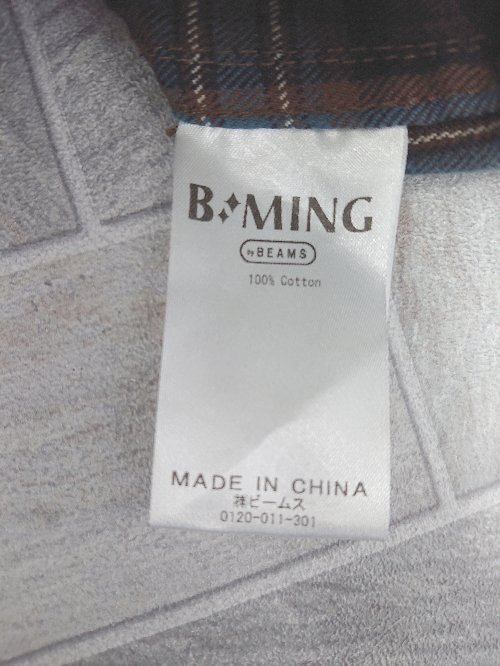 B:MING
by BEAMS
100% Cotton
MADE IN CHINA
㈱ビームス
0120-011-301